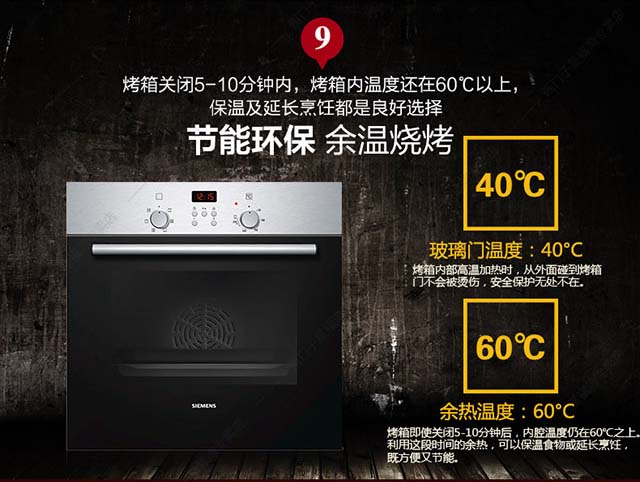 9
烤箱关闭5-10分钟内，烤箱内温度还在60℃以上，
保温及延长烹饪都是良好选择
节能环保 余温烧烤
40℃
玻璃门温度：40°C
烤箱内部高温加热时，从外面碰到烤箱
门不会被烫伤，安全保护无处不在。
12:15
SIEMENS
60℃
余热温度：60°C
烤箱即使关闭5-10分钟后，内腔温度仍在60℃之上。
利用这段时间的余热，可以保温食物或延长烹饪，
既方便又节能。